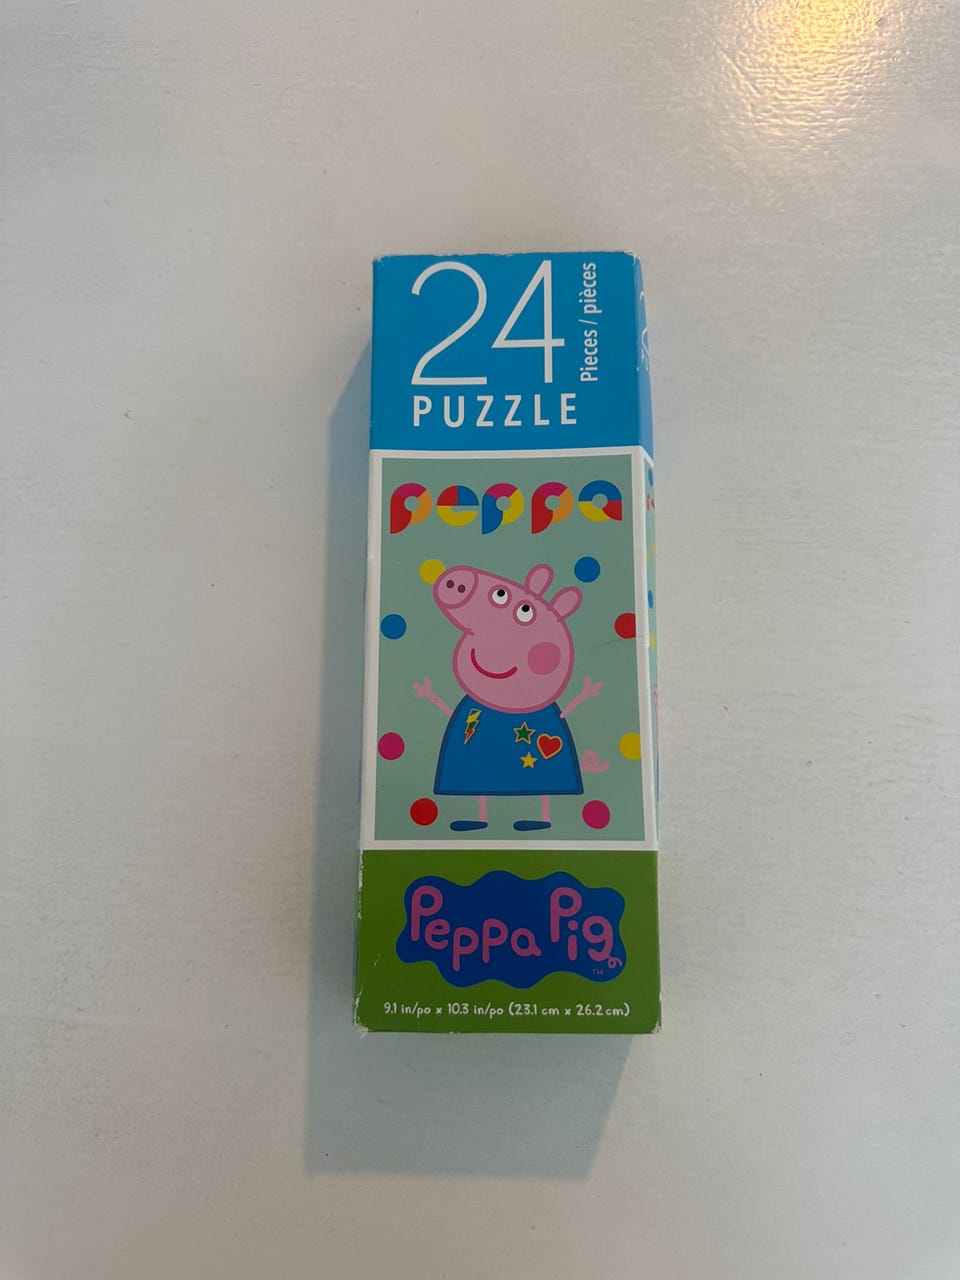 24
Pieces / pièces
PUZZLE
peppa
Peppa Pig
TM
9.1 in/po x 10.3 in/po (23.1 cm x 26.2 cm)